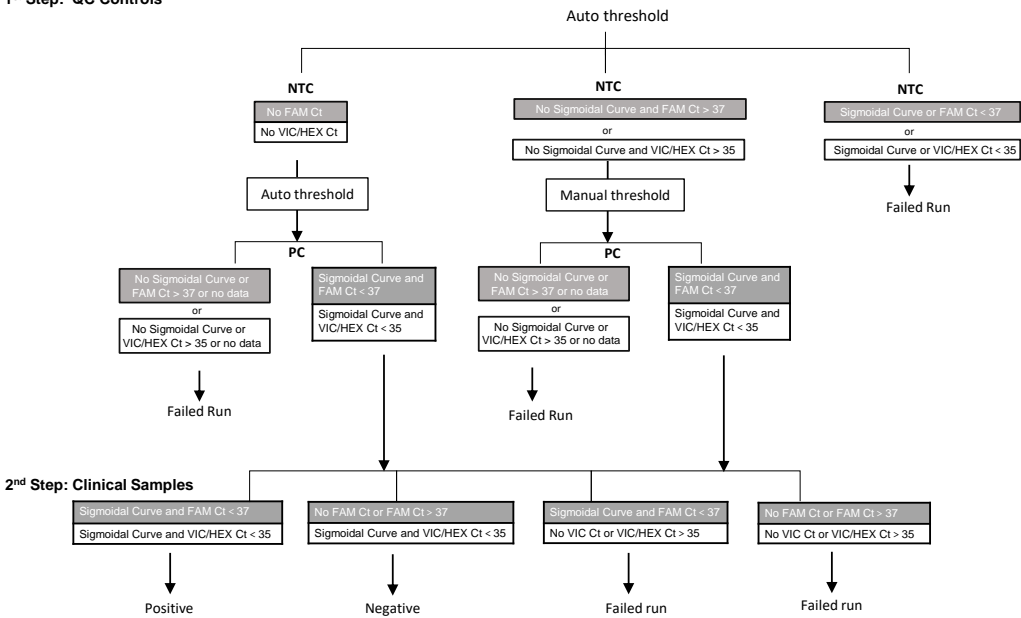 1st Step: QC Controls
Auto threshold
NTC
No FAM Ct
No VIC/HEX Ct
NTC
No Sigmoidal Curve and FAM Ct > 37
or
No Sigmoidal Curve and VIC/HEX Ct > 35
NTC
Sigmoidal Curve or FAM Ct < 37
or
Sigmoidal Curve or VIC/HEX Ct < 35
Failed Run
Auto threshold
Manual threshold
PC
No Sigmoidal Curve or
FAM Ct > 37 or no data
or
No Sigmoidal Curve or
VIC/HEX Ct > 35 or no data
Failed Run
Sigmoidal Curve and
FAM Ct < 37
Sigmoidal Curve and
VIC/HEX Ct < 35
PC
No Sigmoidal Curve or
FAM Ct > 37 or no data
or
No Sigmoidal Curve or
VIC/HEX Ct > 35 or no data
Failed Run
Sigmoidal Curve and
FAM Ct < 37
Sigmoidal Curve and
VIC/HEX Ct < 35
2nd Step: Clinical Samples
Sigmoidal Curve and FAM Ct < 37
Sigmoidal Curve and VIC/HEX Ct < 35
Positive
No FAM Ct or FAM Ct > 37
Sigmoidal Curve and VIC/HEX Ct < 35
Negative
Sigmoidal Curve and FAM Ct < 37
No VIC Ct or VIC/HEX Ct > 35
Failed run
No FAM Ct or FAM Ct > 37
No VIC Ct or VIC/HEX Ct > 35
Failed run